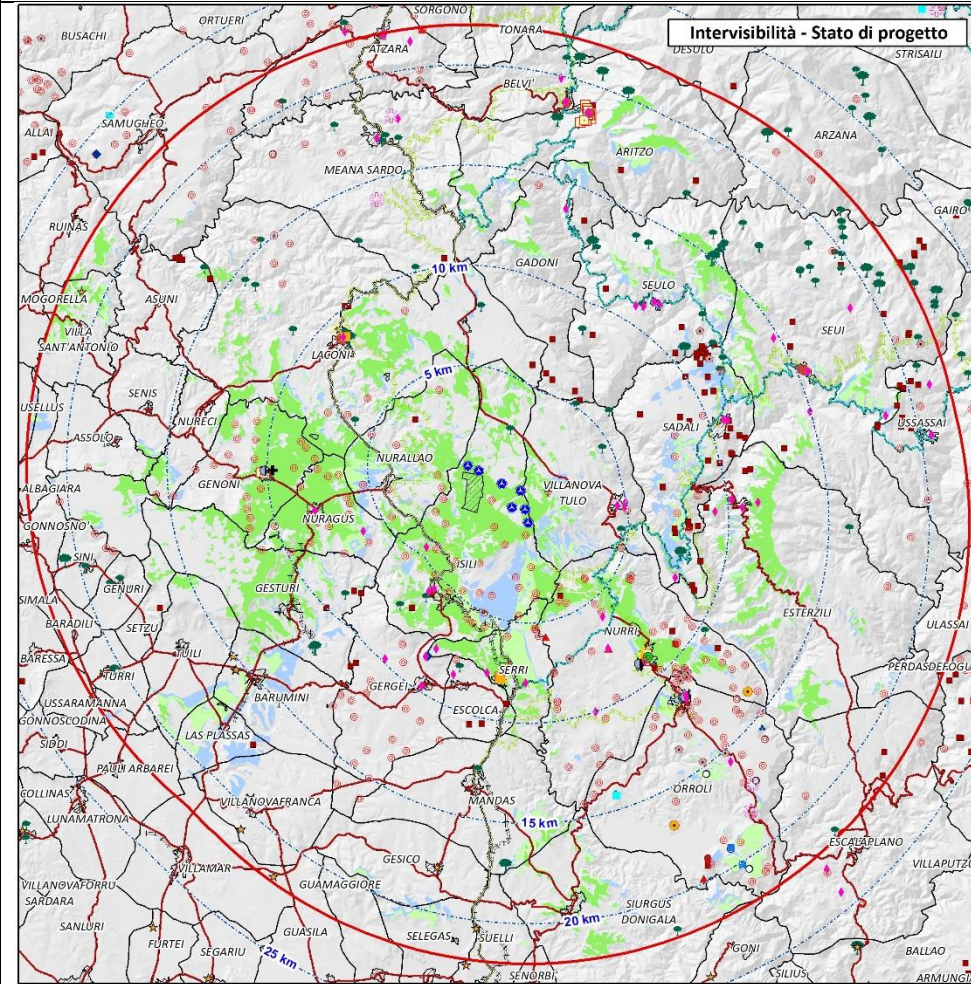 Intervisibilità - Stato di progetto
SORGONO
ORTUERI
TONARA
BUSACHI
ATZARA
DESULO
STRISAILI
BELVI
ALLAI
SAMUGHEO
ARITZO
ARZANA
MEANA SARDO
RUINAS
GAIRO
GADONI
10 km
SEULO
MOGORELLA
ASUNI
VILLA
SANT'ANTONIO
SEUI
LACONI
5 km
SENIS
USELLUS
NURECI
ASSOLO
SADALI
USSASSAI
NURALLAO
GENONI
VILLANOVA
TULO
ALBAGIARA
NURAGUS
GONNOSNO'
ISILI
SINI
GENURI
GESTURI
SIMALA
ESTERZILI
BARADILI
SETZU
ULASSAI
NURRI
BARESSA
TUILI
SERRI
PERDASDEFOGU
TURRI
GERGEI
BARUMINI
USSARAMANNA
ESCOLCA
GONNOSCODINA
LAS PLASSAS
SIDDI
PAULI ARBAREI
ORROLI
COLLINAS
VILLANOVAFRANCA
MANDAS
LUNAMATRONA
15 km
ESCALAPLANO
GESICO
VILLAMAR
VILLAPUTZU
VILLANOVAFORRU
GUAMAGGIORE
SARDARA
SIURGUS
DONIGALA
20 km
SANLURI
GUASILA
SELEGAS
SUELLI
FURTEI
SEGARIU
25 km
GONI
BALLAO
SENORBI
SILIUS
ARMUNGIA